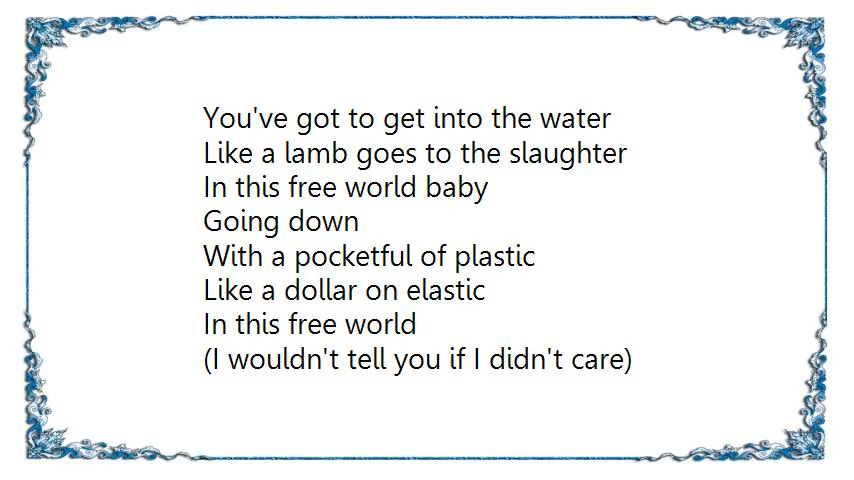 You've got to get into the water
Like a lamb goes to the slaughter
In this free world baby
Going down
With a pocketful of plastic
Like a dollar on elastic
In this free world
(I wouldn't tell you if I didn't care)